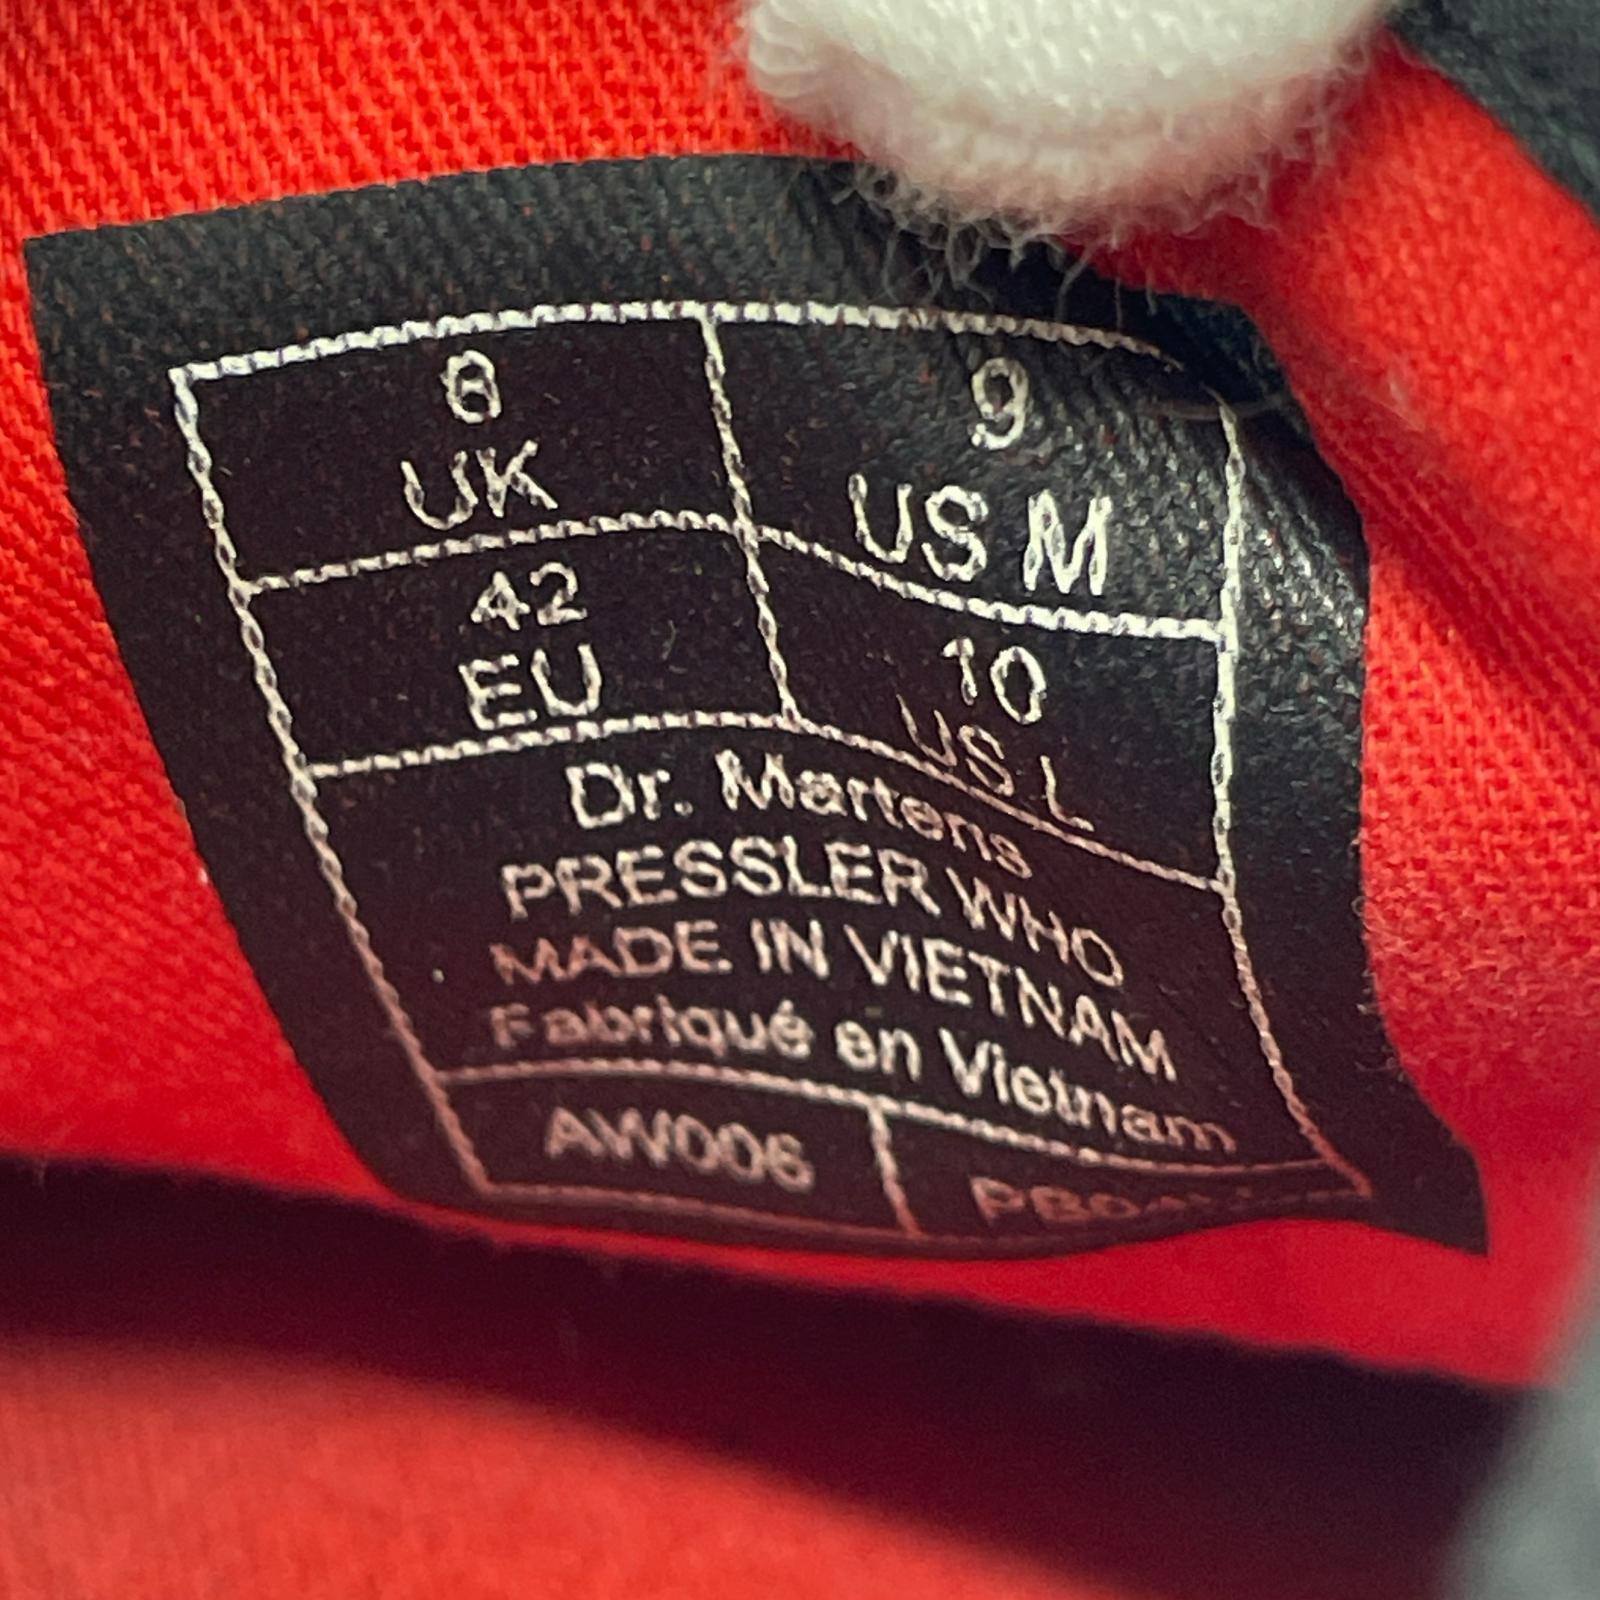 8
UK
9
US M
42
EU
10
US L
Dr. Martens
PRESSLER WHO
MADE IN VIETNAM
Fabriqué en Vietnam
AW006